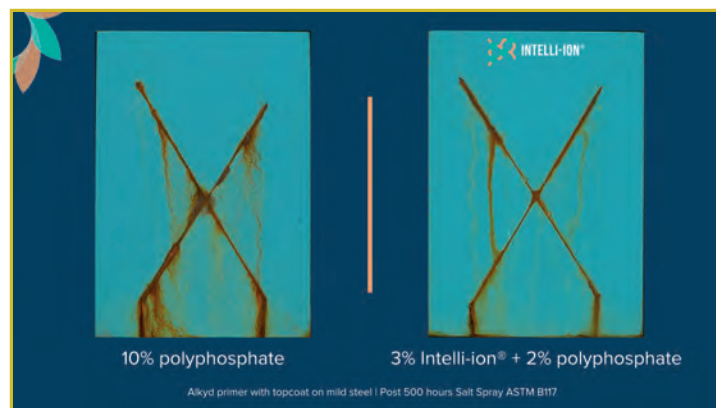 INTELLI-ION®
10% polyphosphate
3% Intelli-ion® + 2% polyphosphate
Alkyd primer with topcoat on mild steel | Post 500 hours Salt Spray ASTM B117